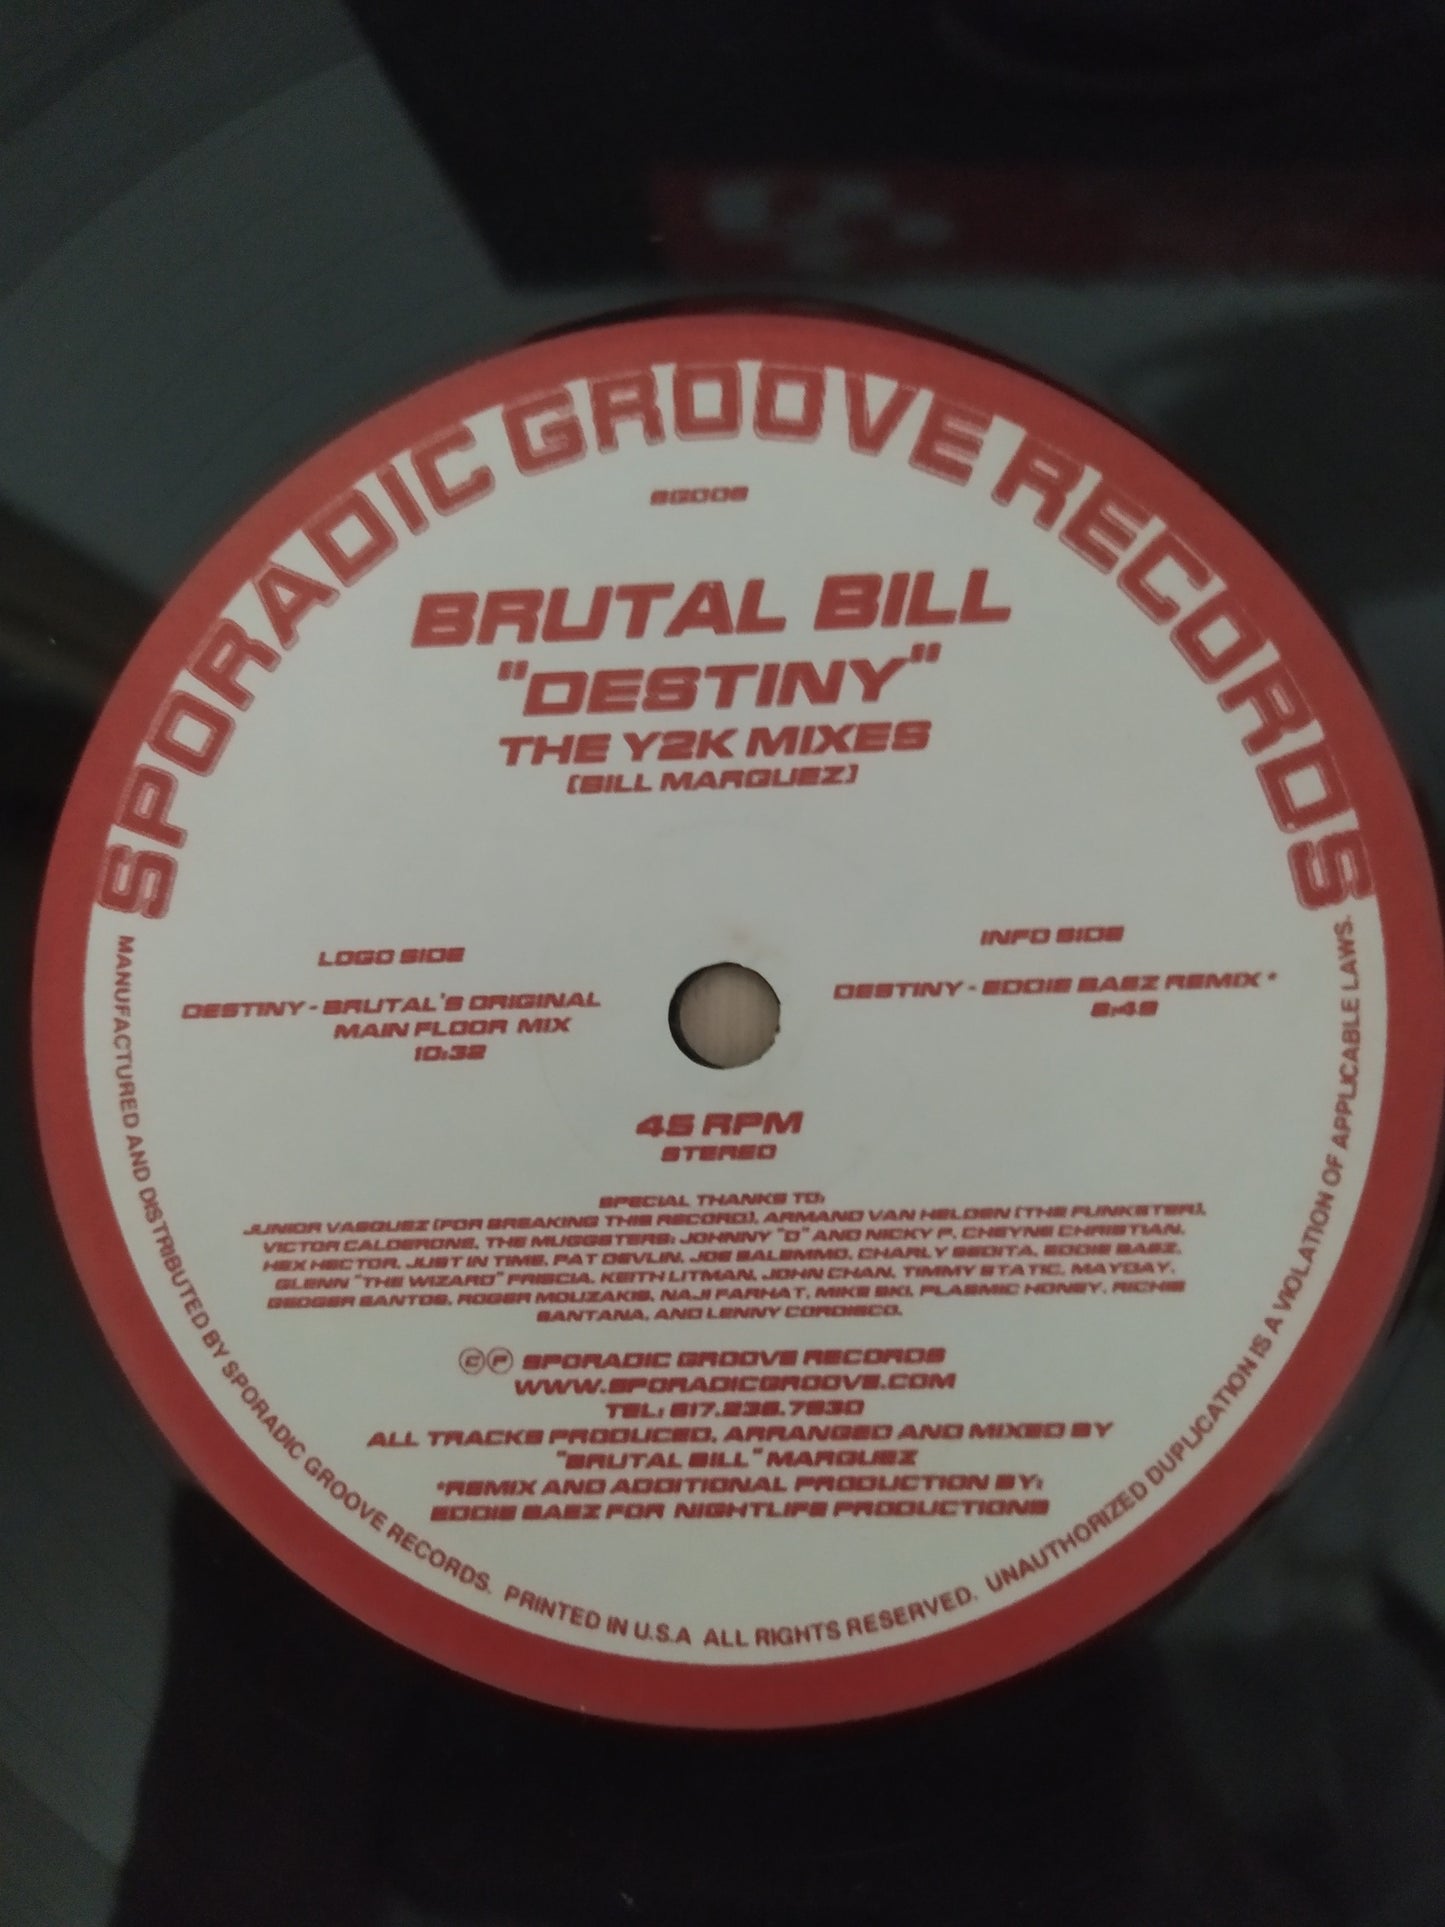 SPORADIC GROOVE RECORDS
BRUTAL BILL
"DESTINY"
THE Y2K MIXES
(BILL MARQUEZ)
LOGO SIDE
DESTINY - BRUTAL'S ORIGINAL
MAIN FLOOR MIX
10:32
INFO SIDE
DESTINY - EDDIE BAEZ REMIX *
8:49
45 RPM
STEREO
SPECIAL THANKS TO:
JUNIOR VASQUEZ (FOR BREAKING THIS RECORD), ARMAND VAN HELDEN (THE FUNKSTER),
VICTOR CALDERONE, THE MUGGSTERS: JOHNNY "D" AND NICKY P, CHEYNE CHRISTIAN,
HEX HECTOR, JUST IN TIME, PAT DEVLIN, JOE SALEMMO, CHARLY SEDITA, EDDIE BAEZ,
GLENN "THE WIZARD" FRISCIA, KEITH LITMAN, JOHN CHAN, TIMMY STATIC, MAYDAY,
GEOGER SANTOS, ROGER MOUZAKIS, NAJI FARHAT, MIKE SKI, PLASMIC HONEY, RICHIE
SANTANA, AND LENNY CORDISCO.
© ℗ SPORADIC GROOVE RECORDS
WWW.SPORADICGROOVE.COM
TEL: 617.236.7930
ALL TRACKS PRODUCED, ARRANGED AND MIXED BY
"BRUTAL BILL" MARQUEZ
*REMIX AND ADDITIONAL PRODUCTION BY:
EDDIE BAEZ FOR NIGHTLIFE PRODUCTIONS
MANUFACTURED AND DISTRIBUTED BY SPORADIC GROOVE RECORDS. PRINTED IN U.S.A ALL RIGHTS RESERVED. UNAUTHORIZED DUPLICATION IS A VIOLATION OF APPLICABLE LAWS.